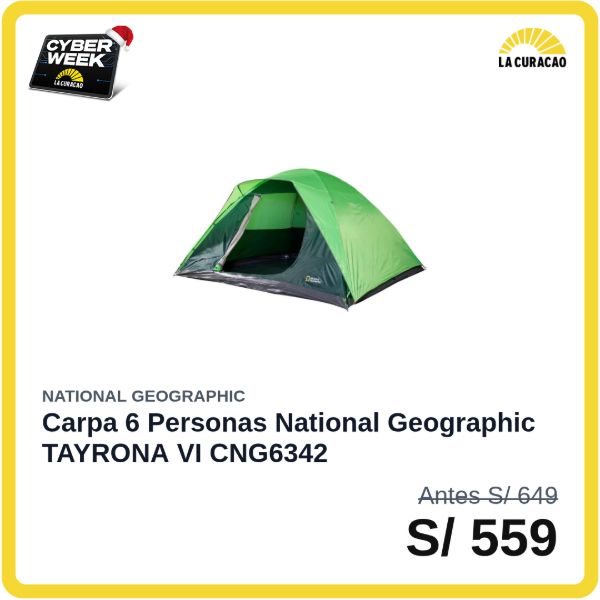 CYBER
WEEK
LA CURACAO
LA CURACAO
NATIONAL GEOGRAPHIC
Carpa 6 Personas National Geographic
TAYRONA VI CNG6342
Antes S/ 649
S/ 559